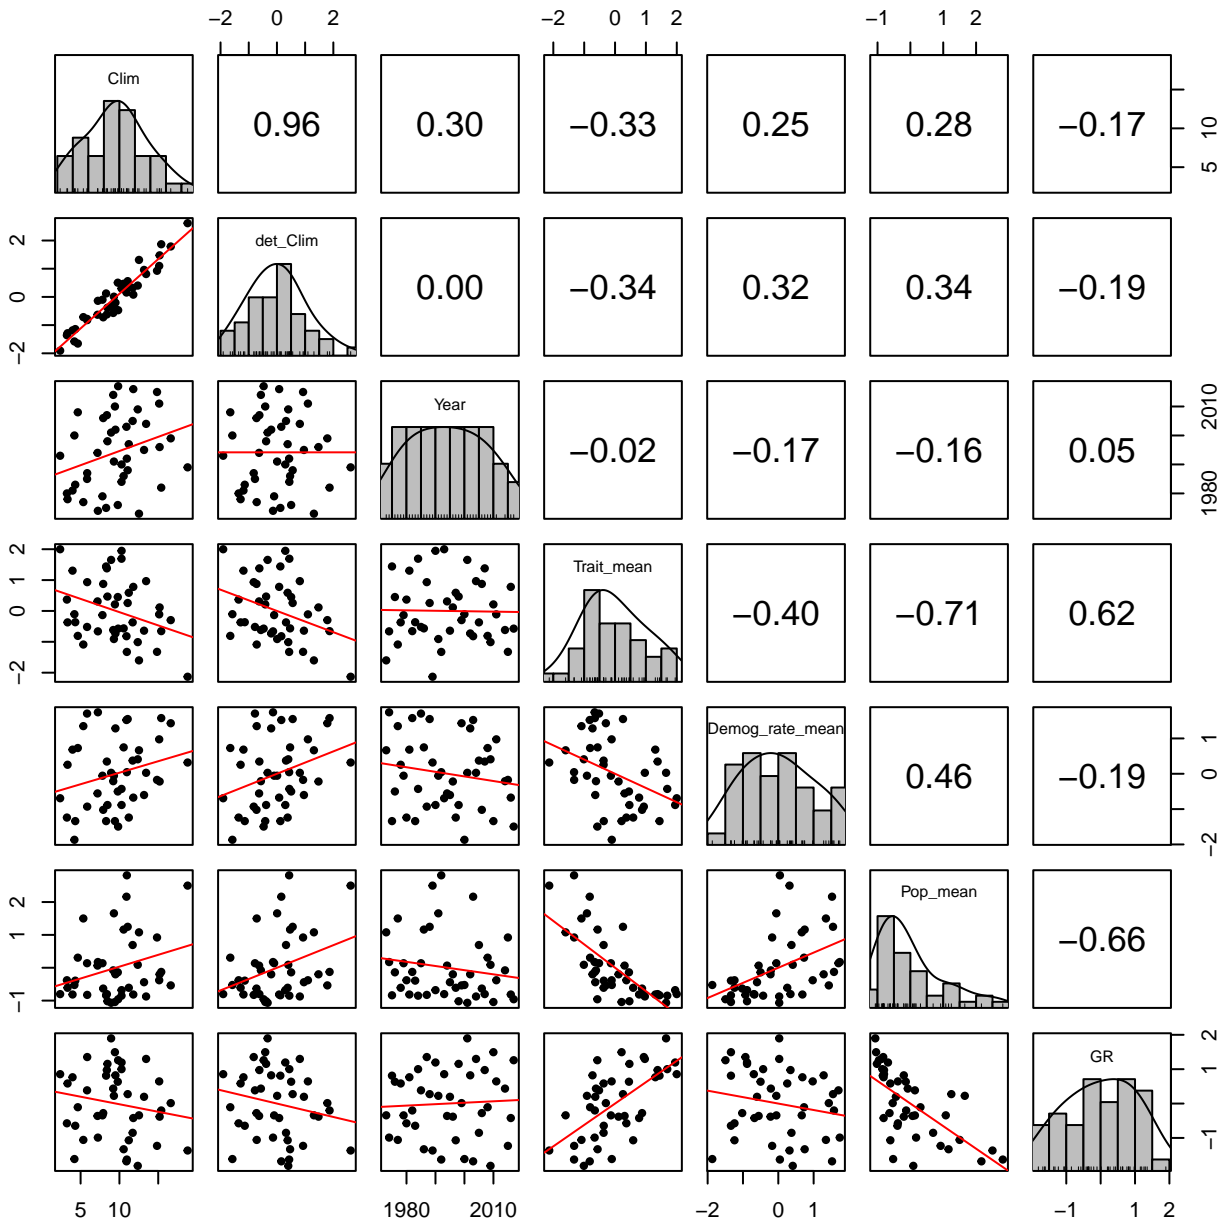 −2 0 2 −2 0 1 2 −1 1 2
Clim
0.96 0.30 −0.33 0.25 0.28 −0.17
5 10
−2 0 2
det_Clim
0.00 −0.34 0.32 0.34 −0.19
Year
−0.02 −0.17 −0.16 0.05
1980 2010
−2 0 1 2
Trait_mean
−0.40 −0.71 0.62
Demog_rate_mean
0.46 −0.19
−2 0 1
−1 1 2
Pop_mean
−0.66
GR
−1 1 2
5 10 1980 2010 −2 0 1 −1 1 2